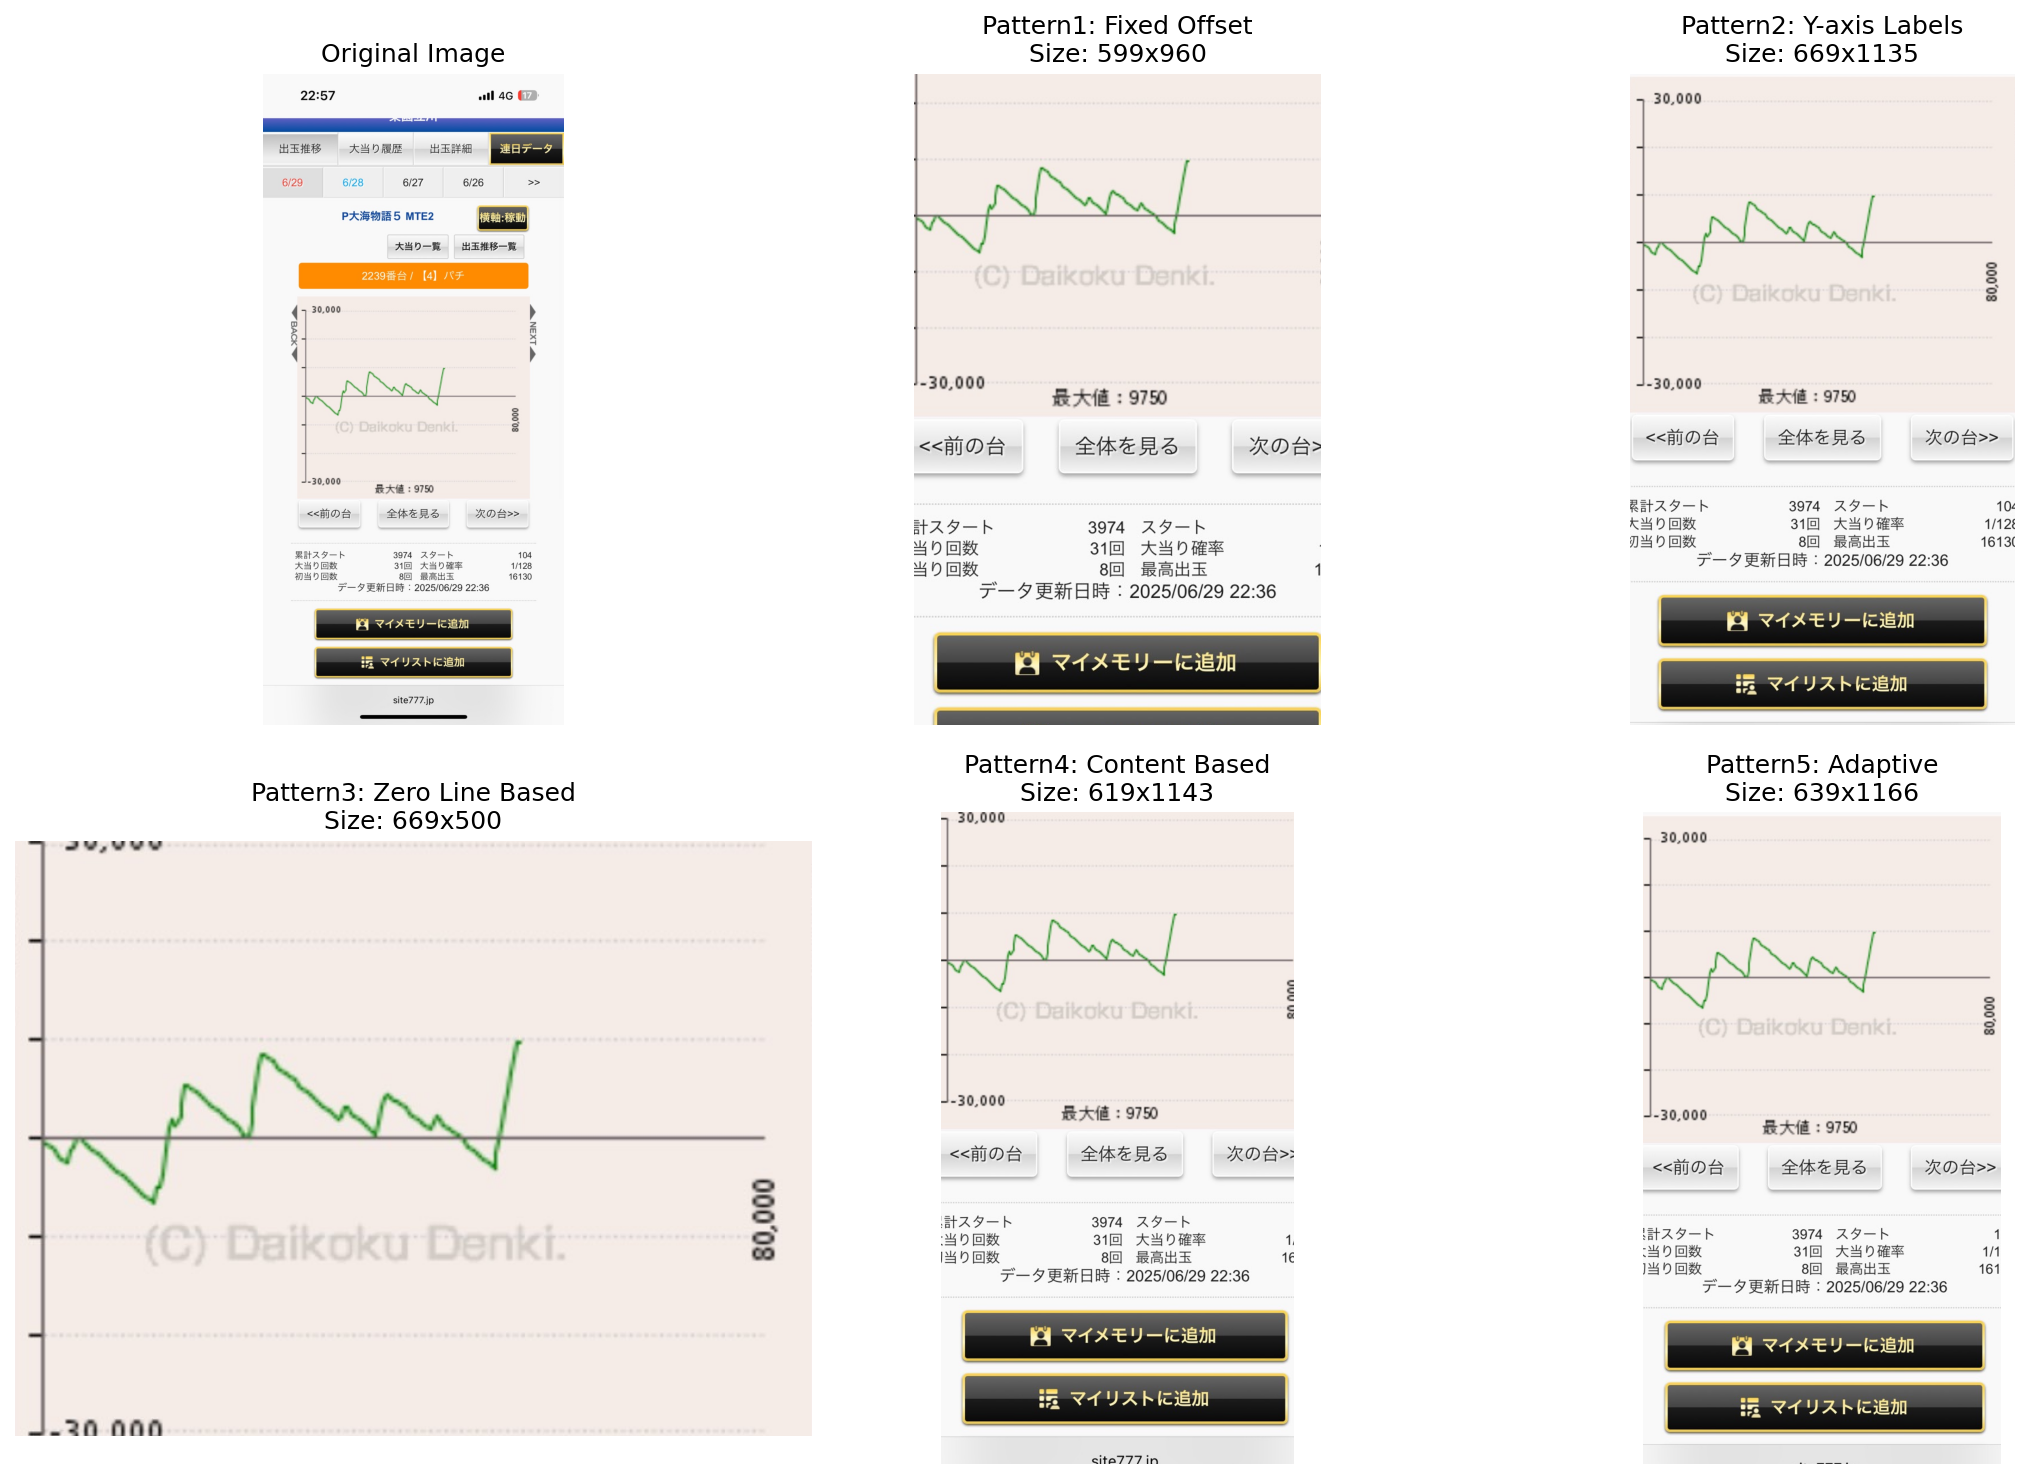 Original Image
22:57
4G
17
出玉推移 大当り履歴 出玉詳細 連日データ
6/29 6/28 6/27 6/26 >>
P大海物語5 MTE2
横軸:稼動
大当り一覧 出玉推移一覧
2239番台 / 【4】パチ
30,000
BACK
NEXT
80,000
(C) Daikoku Denki.
-30,000
最大値：9750
<<前の台 全体を見る 次の台>>
累計スタート 3974 スタート 104
大当り回数 31回 大当り確率 1/128
初当り回数 8回 最高出玉 16130
データ更新日時：2025/06/29 22:36
マイメモリーに追加
マイリストに追加
site777.jp
Pattern1: Fixed Offset
Size: 599x960
(C) Daikoku Denki.
-30,000
最大値：9750
<<前の台 全体を見る 次の台>
計スタート 3974 スタート
当り回数 31回 大当り確率
当り回数 8回 最高出玉 1
データ更新日時：2025/06/29 22:36
マイメモリーに追加
Pattern2: Y-axis Labels
Size: 669x1135
30,000
80,000
(C) Daikoku Denki.
-30,000
最大値：9750
<<前の台 全体を見る 次の台>>
累計スタート 3974 スタート 104
大当り回数 31回 大当り確率 1/128
初当り回数 8回 最高出玉 16130
データ更新日時：2025/06/29 22:36
マイメモリーに追加
マイリストに追加
Pattern3: Zero Line Based
Size: 669x500
30,000
80,000
(C) Daikoku Denki.
-30,000
Pattern4: Content Based
Size: 619x1143
30,000
80,000
(C) Daikoku Denki.
-30,000
最大値：9750
<<前の台 全体を見る 次の台>>
計スタート 3974 スタート
当り回数 31回 大当り確率 1/
当り回数 8回 最高出玉 16
データ更新日時：2025/06/29 22:36
マイメモリーに追加
マイリストに追加
site777.jp
Pattern5: Adaptive
Size: 639x1166
30,000
80,000
(C) Daikoku Denki.
-30,000
最大値：9750
<<前の台 全体を見る 次の台>>
計スタート 3974 スタート 1
当り回数 31回 大当り確率 1/1
当り回数 8回 最高出玉 161
データ更新日時：2025/06/29 22:36
マイメモリーに追加
マイリストに追加